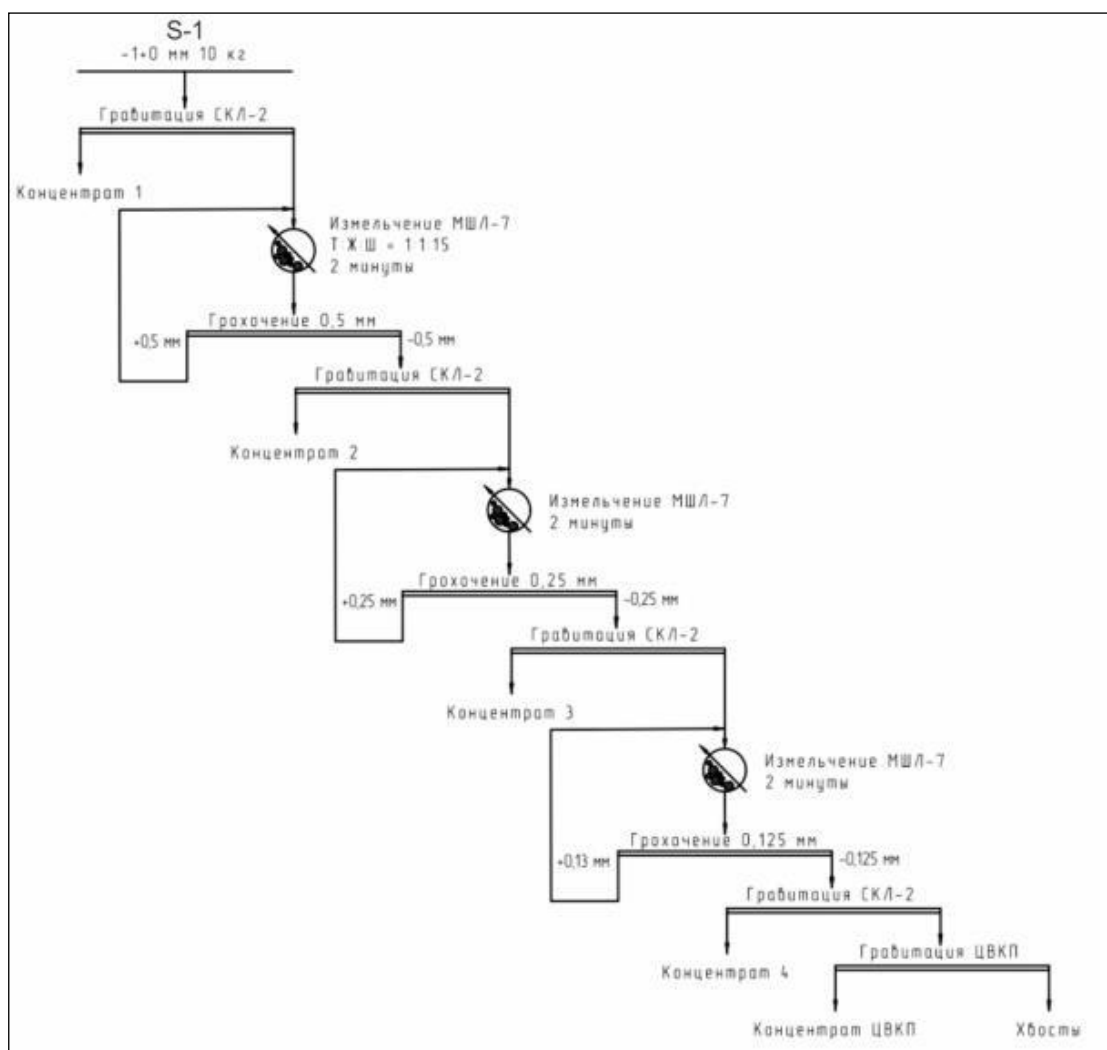 S-1
-1+0 мм 10 кг
Гравитация СКЛ-2
Концентрат 1
Измельчение МШЛ-7
Т:Ж:Ш = 1:1:15
2 минуты
Грохочение 0,5 мм
+0,5 мм
-0,5 мм
Гравитация СКЛ-2
Концентрат 2
Измельчение МШЛ-7
2 минуты
Грохочение 0,25 мм
+0,25 мм
-0,25 мм
Гравитация СКЛ-2
Концентрат 3
Измельчение МШЛ-7
2 минуты
Грохочение 0,125 мм
+0,13 мм
-0,125 мм
Гравитация СКЛ-2
Концентрат 4
Гравитация ЦВКП
Концентрат ЦВКП
Хвосты